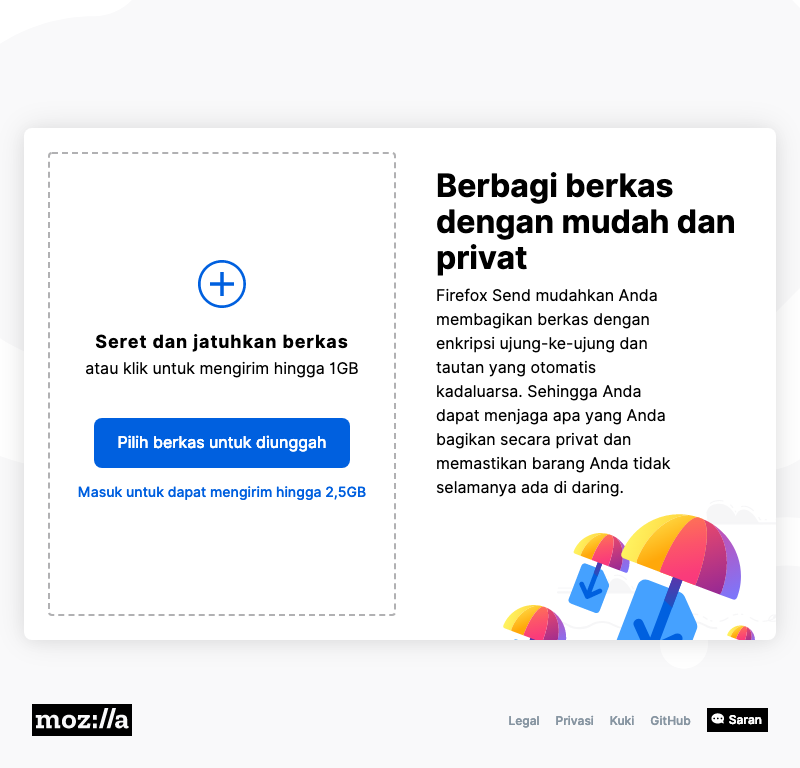 Seret dan jatuhkan berkas
atau klik untuk mengirim hingga 1GB
Pilih berkas untuk diunggah
Masuk untuk dapat mengirim hingga 2,5GB
Berbagi berkas
dengan mudah dan
privat
Firefox Send mudahkan Anda
membagikan berkas dengan
enkripsi ujung-ke-ujung dan
tautan yang otomatis
kadaluarsa. Sehingga Anda
dapat menjaga apa yang Anda
bagikan secara privat dan
memastikan barang Anda tidak
selamanya ada di daring.
moz://a
Legal Privasi Kuki GitHub Saran